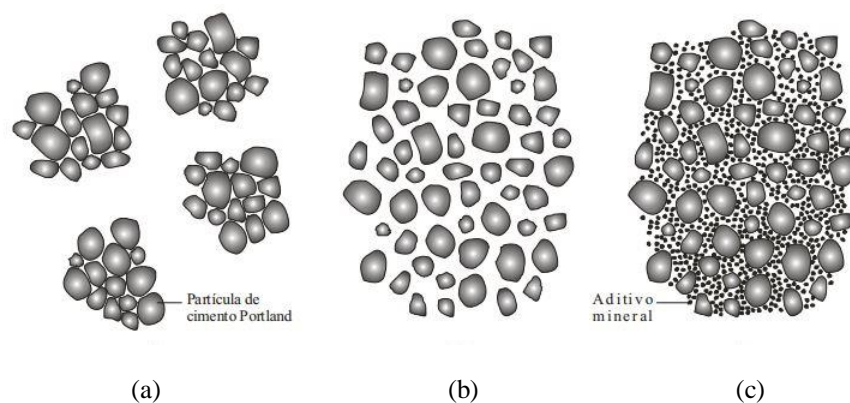 Partícula de
cimento Portland
Aditivo
mineral
(a)
(b)
(c)